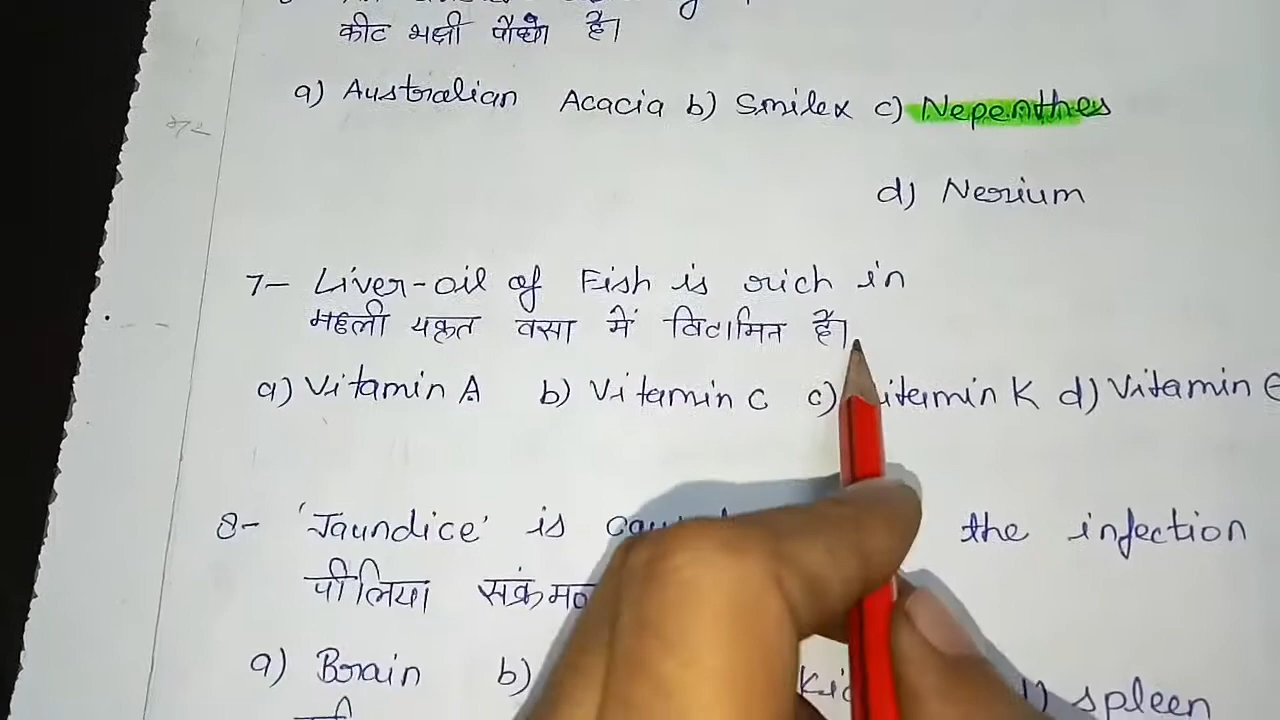 कीट भक्षी पौधे है।
a) Australian Acacia b) Smilex c) Nepenthes
d) Nerium
7- Liver-oil of Fish is rich in
मछली यकृत वसा में विटामिन है।
a) Vitamin A b) Vitamin C c) Vitamin K d) Vitamin E
8- 'Jaundice' is the infection
पीलिया
a) Brain b) spleen